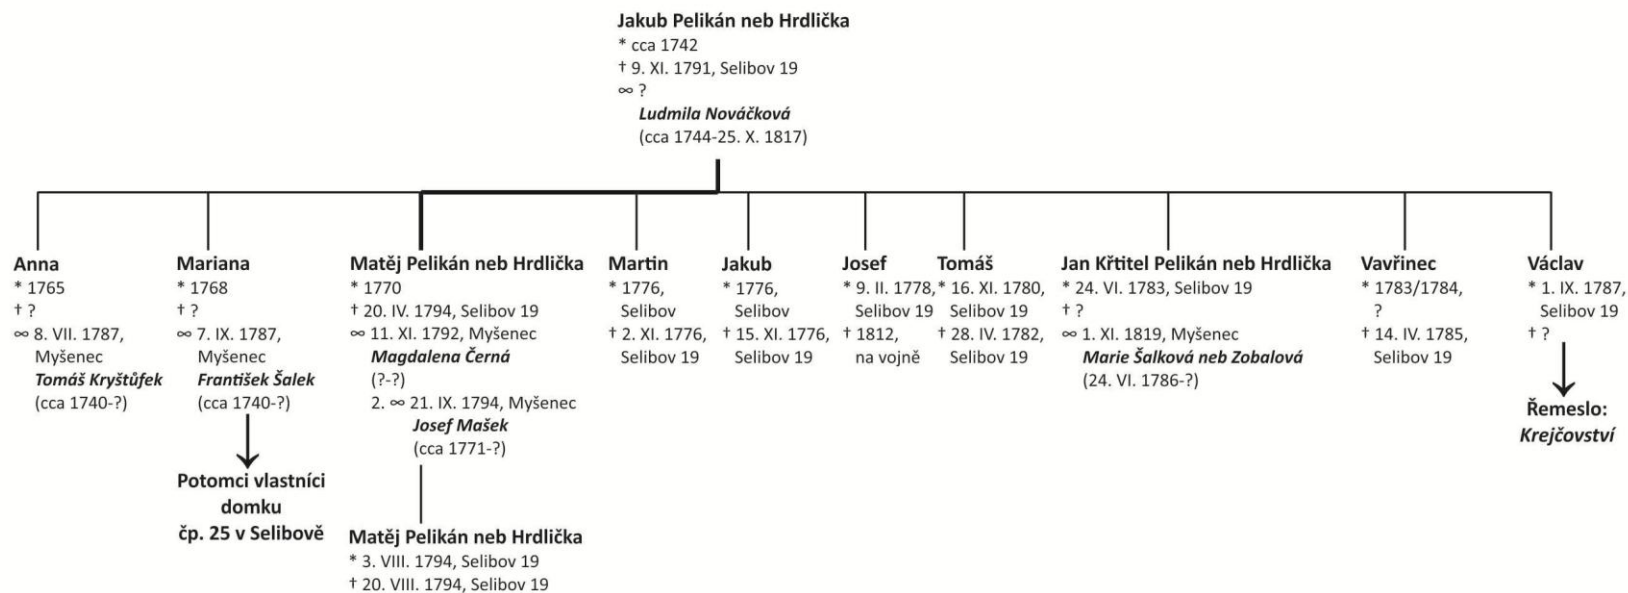 Jakub Pelikán neb Hrdlička
* cca 1742
† 9. XI. 1791, Selibov 19
∞ ?
Ludmila Nováčková
(cca 1744-25. X. 1817)
Anna
* 1765
† ?
∞ 8. VII. 1787,
Myšenec
Tomáš Kryštůfek
(cca 1740-?)
Mariana
* 1768
† ?
∞ 7. IX. 1787,
Myšenec
František Šalek
(cca 1740-?)
Potomci vlastníci
domku
čp. 25 v Selibově
Matěj Pelikán neb Hrdlička
* 1770
† 20. IV. 1794, Selibov 19
∞ 11. XI. 1792, Myšenec
Magdalena Černá
(?-?)
2. ∞ 21. IX. 1794, Myšenec
Josef Mašek
(cca 1771-?)
Matěj Pelikán neb Hrdlička
* 3. VIII. 1794, Selibov 19
† 20. VIII. 1794, Selibov 19
Martin
* 1776,
Selibov
† 2. XI. 1776,
Selibov 19
Jakub
* 1776,
Selibov
† 15. XI. 1776,
Selibov 19
Josef
* 9. II. 1778,
Selibov 19
† 1812,
na vojně
Tomáš
* 16. XI. 1780,
Selibov 19
† 28. IV. 1782,
Selibov 19
Jan Křtitel Pelikán neb Hrdlička
* 24. VI. 1783, Selibov 19
† ?
∞ 1. XI. 1819, Myšenec
Marie Šalková neb Zobalová
(24. VI. 1786-?)
Vavřinec
* 1783/1784,
?
† 14. IV. 1785,
Selibov 19
Václav
* 1. IX. 1787,
Selibov 19
† ?
Řemeslo:
Krejčovství